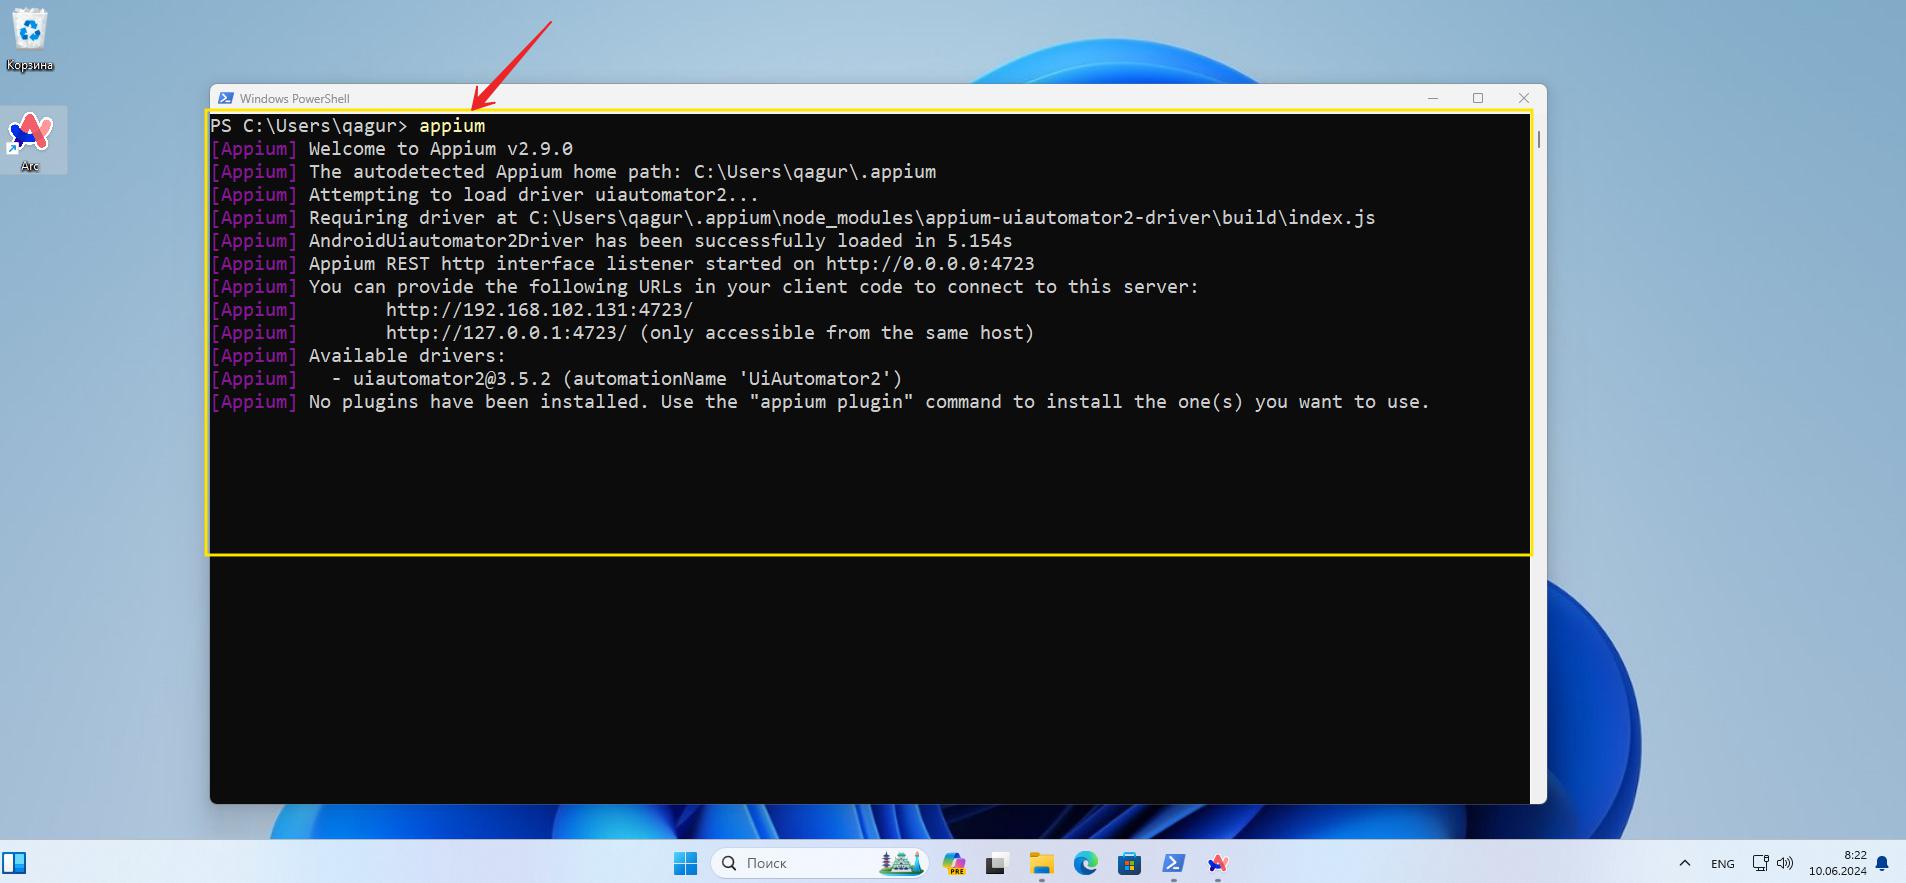 Корзина
Arc
Windows PowerShell
PS C:\Users\qagur> appium
[Appium] Welcome to Appium v2.9.0
[Appium] The autodetected Appium home path: C:\Users\qagur\.appium
[Appium] Attempting to load driver uiautomator2...
[Appium] Requiring driver at C:\Users\qagur\.appium\node_modules\appium-uiautomator2-driver\build\index.js
[Appium] AndroidUiautomator2Driver has been successfully loaded in 5.154s
[Appium] Appium REST http interface listener started on http://0.0.0.0:4723
[Appium] You can provide the following URLs in your client code to connect to this server:
[Appium]        http://192.168.102.131:4723/
[Appium]        http://127.0.0.1:4723/ (only accessible from the same host)
[Appium] Available drivers:
[Appium]   - uiautomator2@3.5.2 (automationName 'UiAutomator2')
[Appium] No plugins have been installed. Use the "appium plugin" command to install the one(s) you want to use.
Поиск
PRE
ENG
8:22
10.06.2024